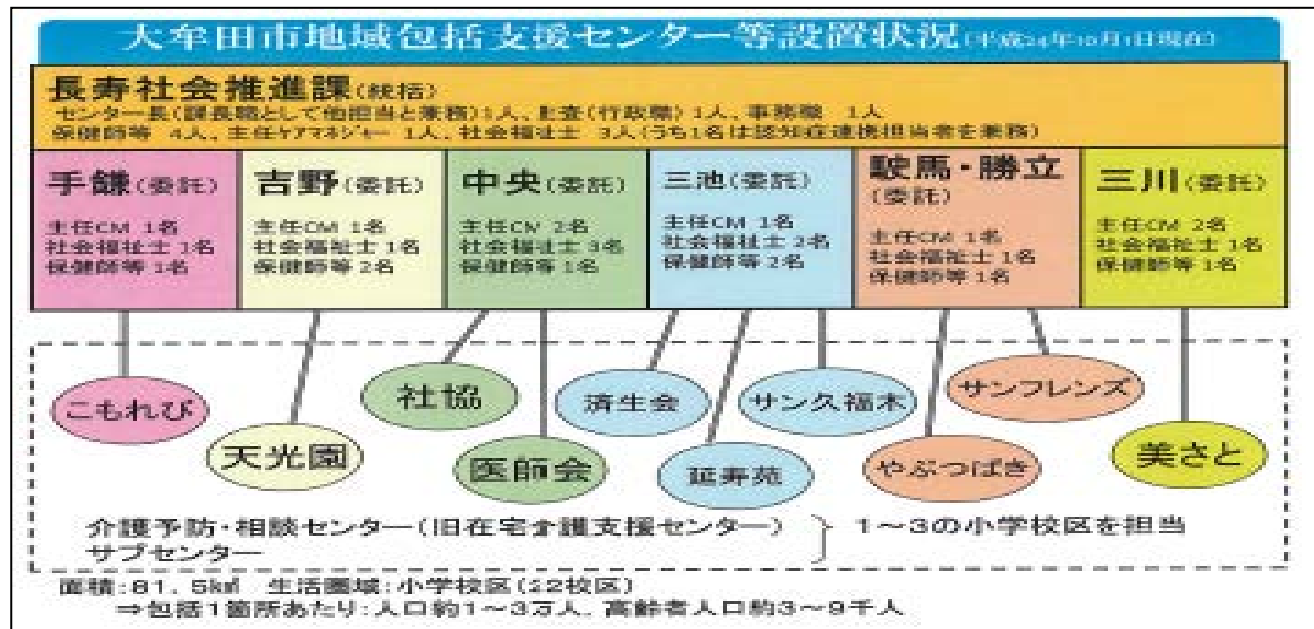 大牟田市地域包括支援センター等設置状況(平成24年10月1日現在)
長寿社会推進課(統括)
センター長(課長職として他担当と兼務)1人、主査(行政職) 1人、事務職 1人
保健師等 4人、主任ケアマネジャー 1人、社会福祉士 3人(うち1名は認知症連携担当者を兼務)
手鎌(委託)
主任CM 1名
社会福祉士 1名
保健師等 1名
吉野(委託)
主任CM 1名
社会福祉士 1名
保健師等 2名
中央(委託)
主任CM 2名
社会福祉士 3名
保健師等 1名
三池(委託)
主任CM 1名
社会福祉士 2名
保健師等 2名
駛馬・勝立
(委託)
主任CM 1名
社会福祉士 1名
保健師等 1名
三川(委託)
主任CM 2名
社会福祉士 1名
保健師等 1名
こもれび
天光園
社協
医師会
済生会
延寿苑
サン久福木
やぶつばき
サンフレンズ
美さと
介護予防・相談センター(旧在宅介護支援センター)
サブセンター
1～3の小学校区を担当
面積:81.5km² 生活圏域:小学校区(22校区)
⇒包括1箇所あたり:人口約1～3万人、高齢者人口約3～9千人